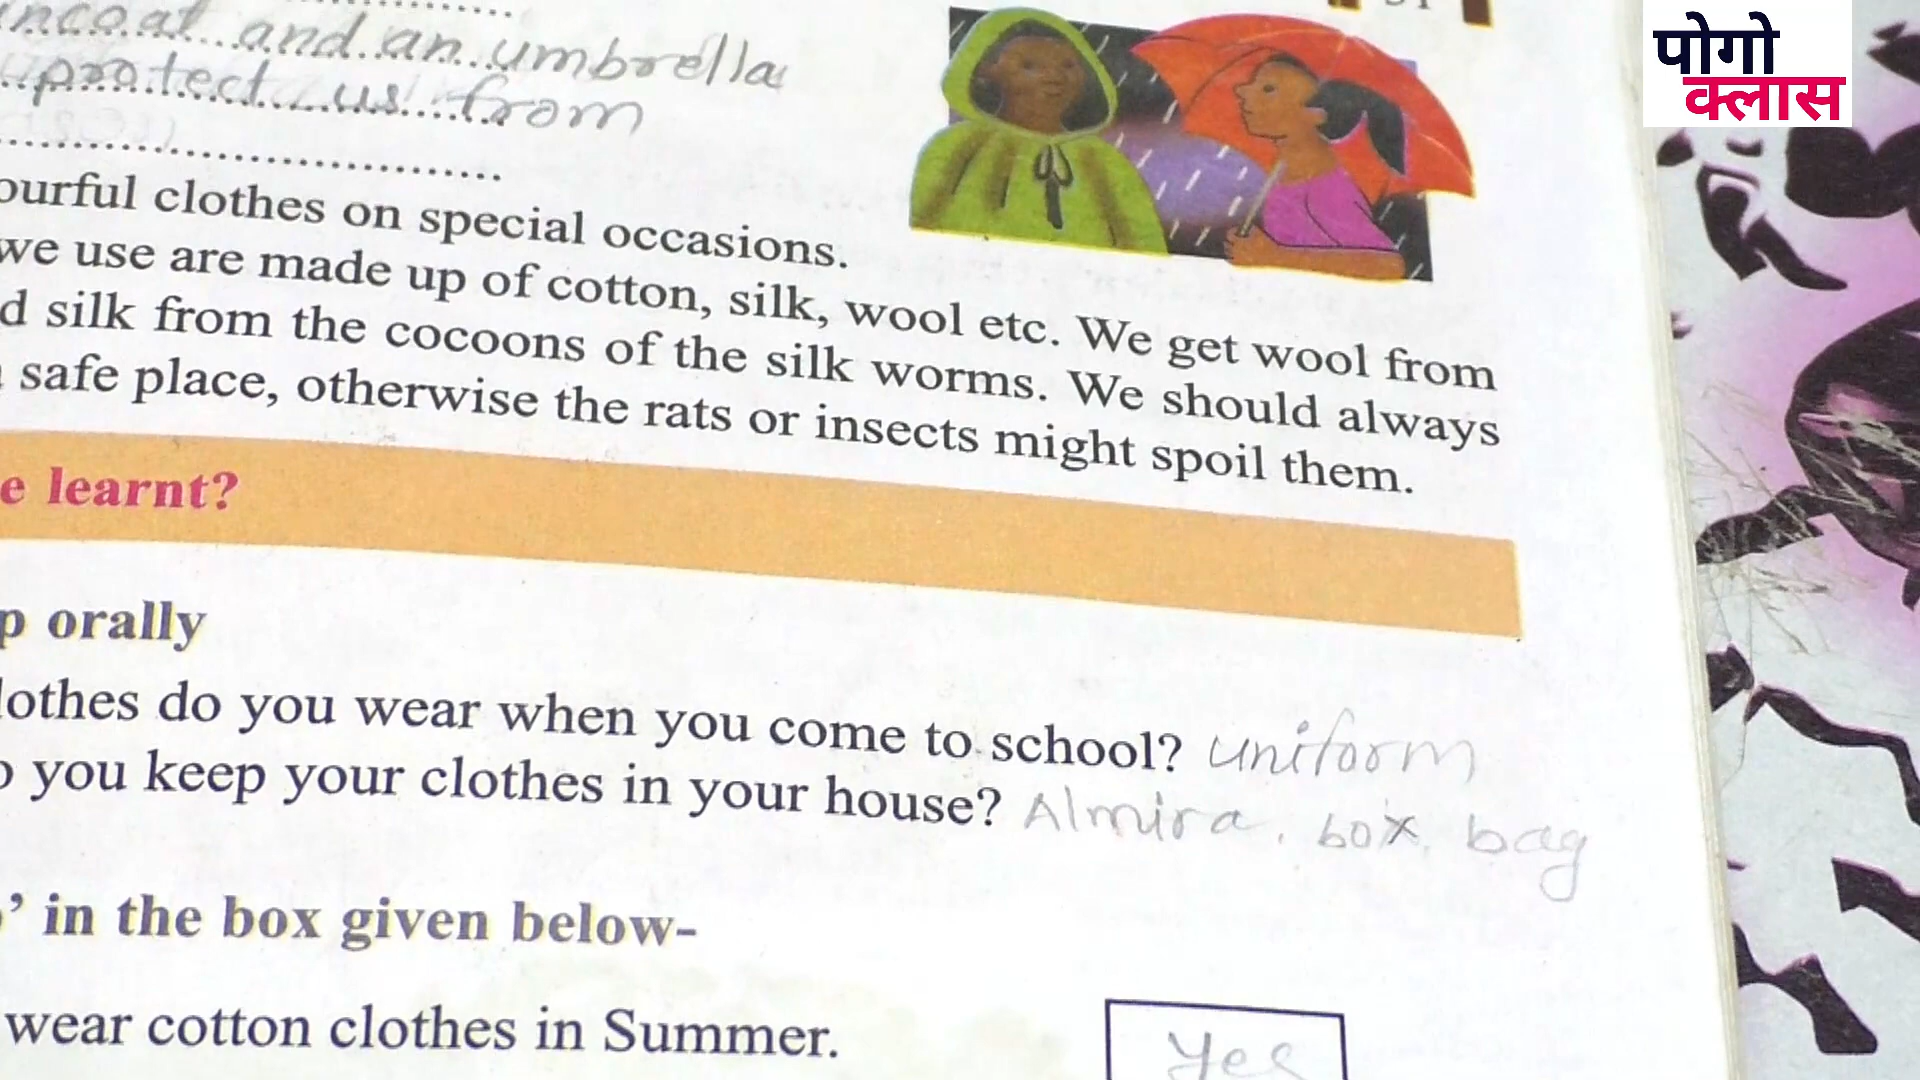 and an umbrella
protect us from
clothes on special occasions.
we use are made up of cotton, silk, wool etc. We get wool from
silk from the cocoons of the silk worms. We should always
safe place, otherwise the rats or insects might spoil them.
learnt?
orally
do you wear when you come to school? uniform
you keep your clothes in your house? Almira, box, bag
in the box given below-
wear cotton clothes in Summer.
Yes
पोगो
क्लास